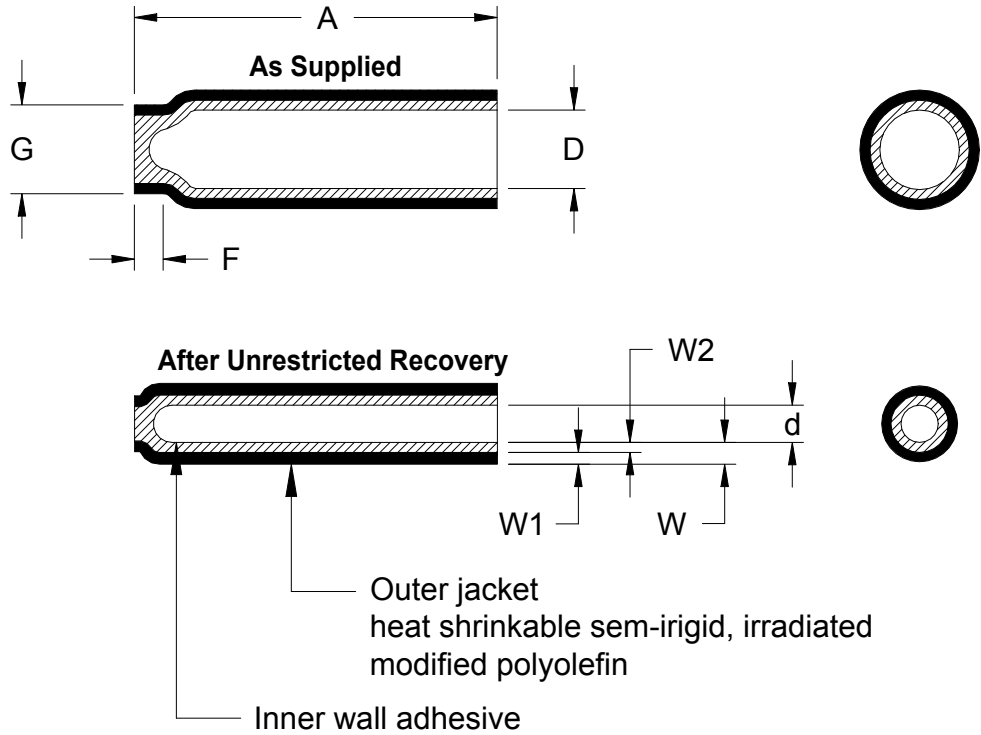 A
As Supplied
G
D
F
After Unrestricted Recovery
W2
d
W1
W
Outer jacket
heat shrinkable sem-irigid, irradiated
modified polyolefin
Inner wall adhesive